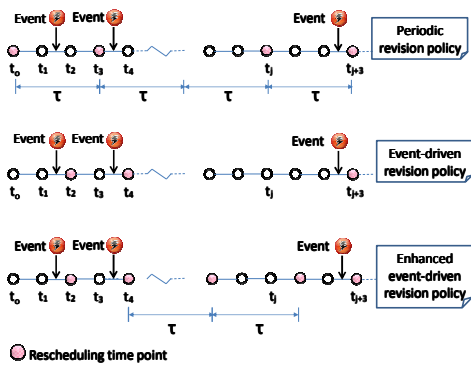 Event Event Event
Periodic
revision policy
t₀ t₁ t₂ t₃ t₄ tⱼ tⱼ₊₃
τ τ τ τ
Event Event Event
Event-driven
revision policy
t₀ t₁ t₂ t₃ t₄ tⱼ tⱼ₊₃
Event Event Event
Enhanced
event-driven
revision policy
t₀ t₁ t₂ t₃ t₄ tⱼ tⱼ₊₃
τ τ
Rescheduling time point